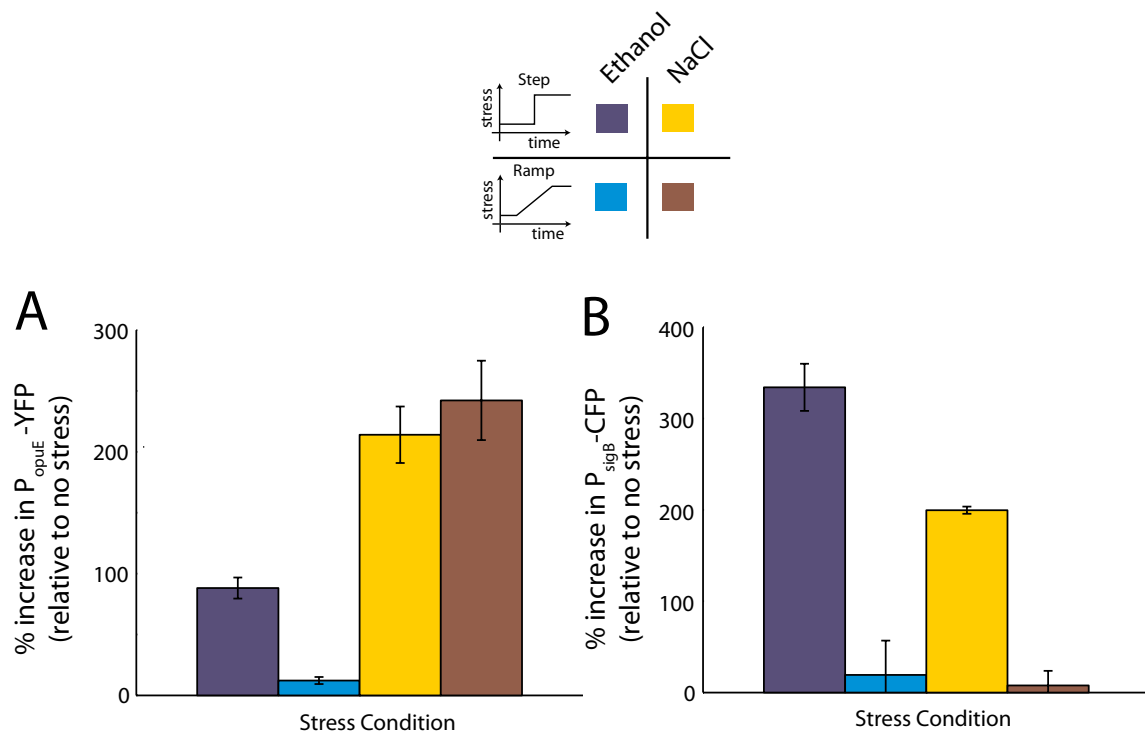 Ethanol
NaCl
Step
stress
time
Ramp
stress
time
A
% increase in PopuE-YFP
(relative to no stress)
300
200
100
0
Stress Condition
B
% increase in PsigB-CFP
(relative to no stress)
400
300
200
100
0
Stress Condition